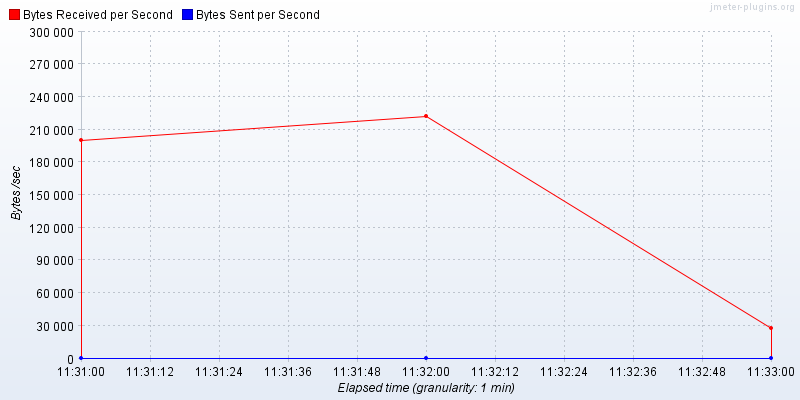 Bytes Received per Second Bytes Sent per Second
jmeter-plugins.org
300 000
270 000
240 000
210 000
180 000
150 000
120 000
90 000
60 000
30 000
0
Bytes /sec
11:31:00 11:31:12 11:31:24 11:31:36 11:31:48 11:32:00 11:32:12 11:32:24 11:32:36 11:32:48 11:33:00
Elapsed time (granularity: 1 min)